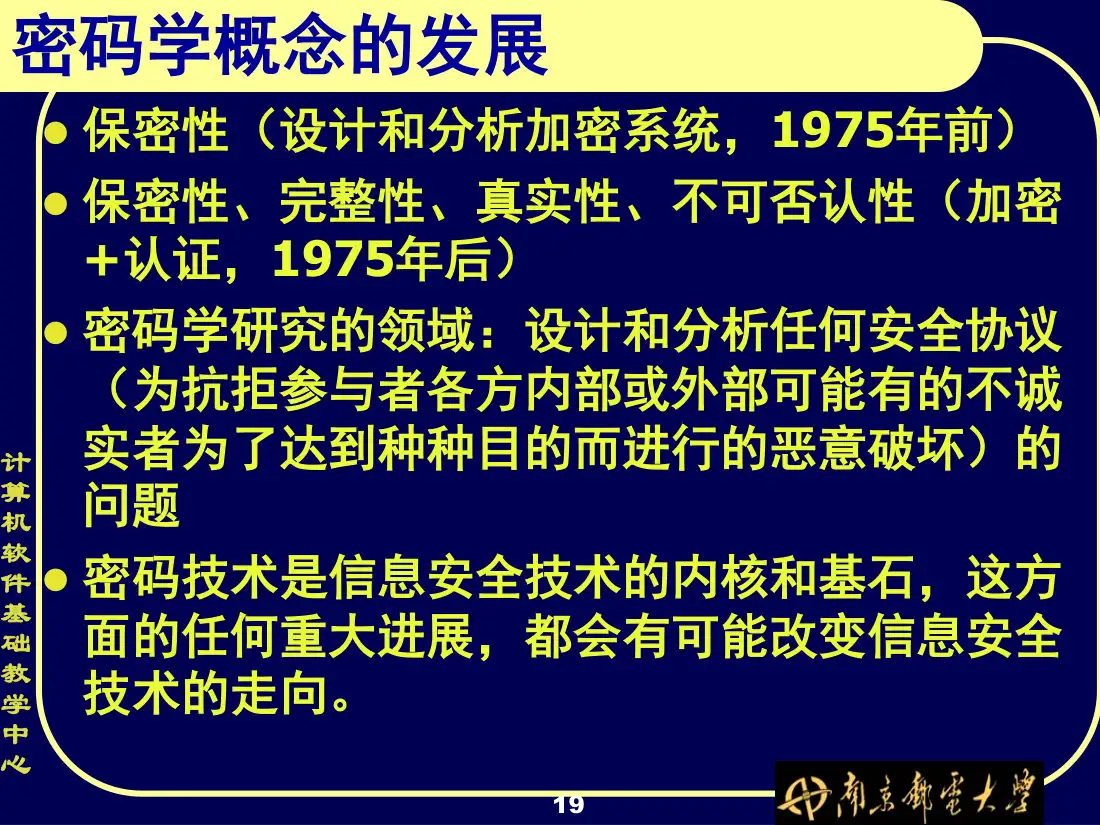 密码学概念的发展
保密性（设计和分析加密系统，1975年前）
保密性、完整性、真实性、不可否认性（加密
+认证，1975年后）
密码学研究的领域：设计和分析任何安全协议
（为抗拒参与者各方内部或外部可能有的不诚
实者为了达到种种目的而进行的恶意破坏）的
问题
密码技术是信息安全技术的内核和基石，这方
面的任何重大进展，都会有可能改变信息安全
技术的走向。
计算机软件基础教学中心
19
南京邮电大学